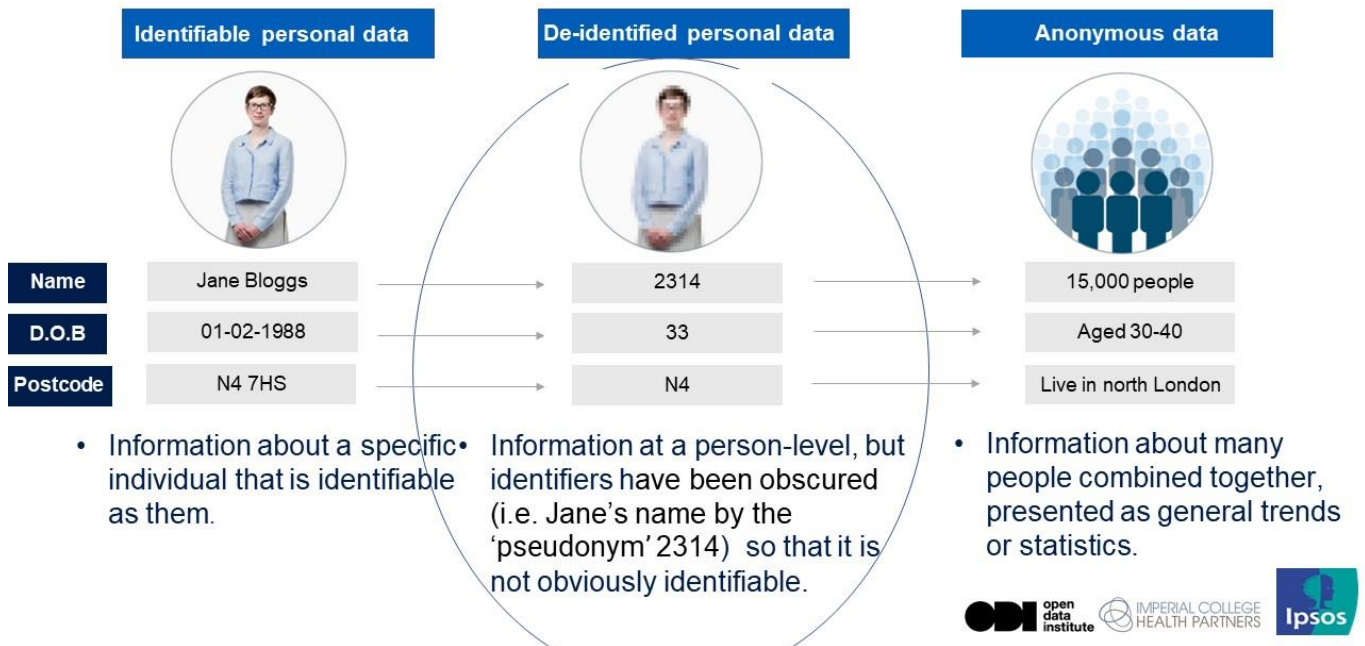 Identifiable personal data
De-identified personal data
Anonymous data
Name
Jane Bloggs
2314
15,000 people
D.O.B
01-02-1988
33
Aged 30-40
Postcode
N4 7HS
N4
Live in north London
• Information about a specific
individual that is identifiable
as them.
• Information at a person-level, but
identifiers have been obscured
(i.e. Jane's name by the
'pseudonym' 2314) so that it is
not obviously identifiable.
• Information about many
people combined together,
presented as general trends
or statistics.
ODI
open
data
institute
IMPERIAL COLLEGE
HEALTH PARTNERS
Ipsos